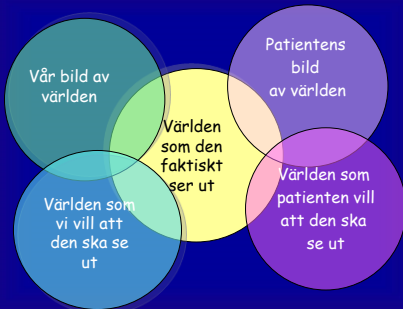 Vår bild av
världen
Patientens
bild
av världen
Världen
som den
faktiskt
ser ut
Världen som
vi vill att
den ska se
ut
Världen som
patienten vill
att den ska
se ut